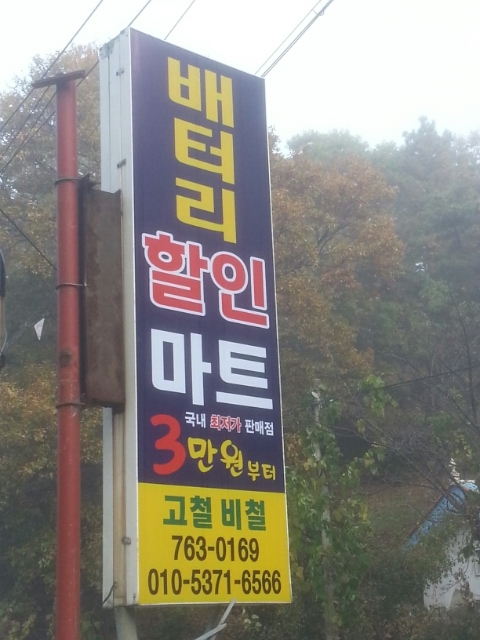 배터리
할인
마트
국내 최저가 판매점
3만원부터
고철 비철
763-0169
010-5371-6566